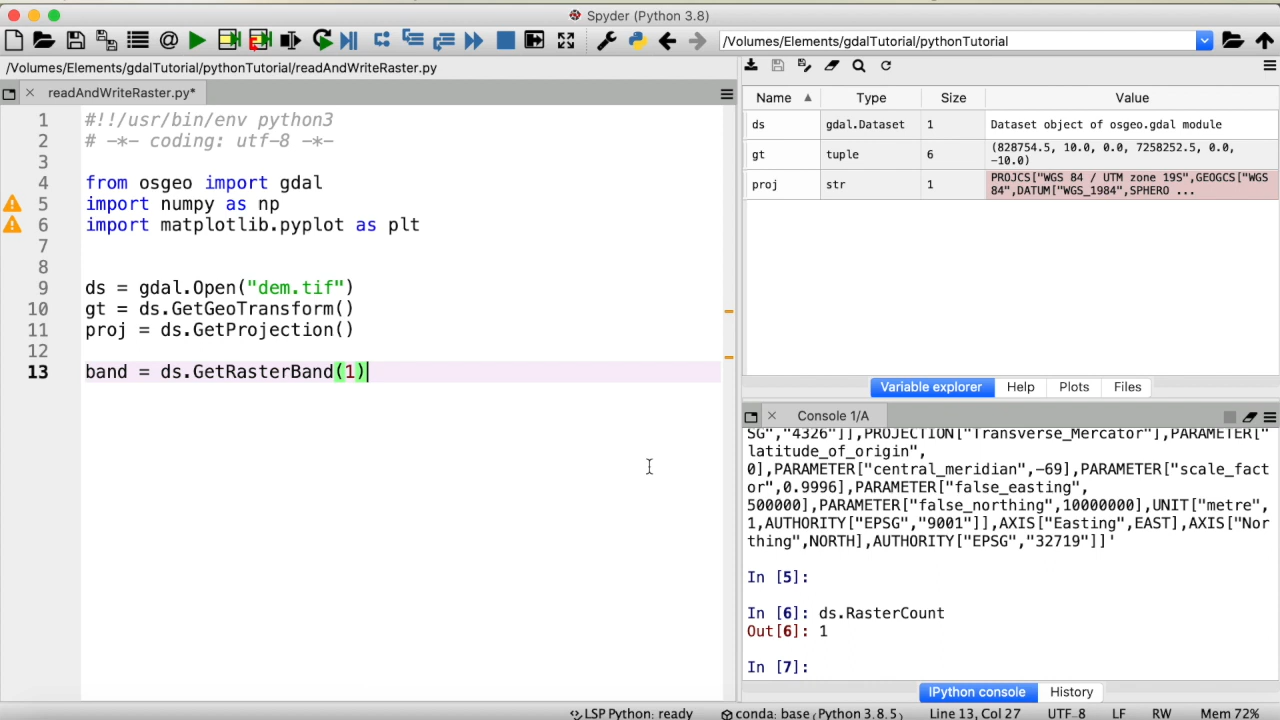 Spyder (Python 3.8)
/Volumes/Elements/gdalTutorial/pythonTutorial
/Volumes/Elements/gdalTutorial/pythonTutorial/readAndWriteRaster.py
readAndWriteRaster.py*
1 #!!/usr/bin/env python3
2 # -*- coding: utf-8 -*-
3
4 from osgeo import gdal
5 import numpy as np
6 import matplotlib.pyplot as plt
7
8
9 ds = gdal.Open("dem.tif")
10 gt = ds.GetGeoTransform()
11 proj = ds.GetProjection()
12
13 band = ds.GetRasterBand(1)
Name Type Size Value
ds gdal.Dataset 1 Dataset object of osgeo.gdal module
gt tuple 6 (828754.5, 10.0, 0.0, 7258252.5, 0.0,
-10.0)
proj str 1 PROJCS["WGS 84 / UTM zone 19S",GEOGCS["WGS
84",DATUM["WGS_1984",SPHERO ...
Variable explorer Help Plots Files
Console 1/A
SG","4326"]],PROJECTION["Transverse_Mercator"],PARAMETER["
latitude_of_origin",
0],PARAMETER["central_meridian",-69],PARAMETER["scale_fact
or",0.9996],PARAMETER["false_easting",
500000],PARAMETER["false_northing",10000000],UNIT["metre",
1,AUTHORITY["EPSG","9001"]],AXIS["Easting",EAST],AXIS["Nor
thing",NORTH],AUTHORITY["EPSG","32719"]]'
In [5]:
In [6]: ds.RasterCount
Out[6]: 1
In [7]:
IPython console History
LSP Python: ready conda: base (Python 3.8.5) Line 13, Col 27 UTF-8 LF RW Mem 72%